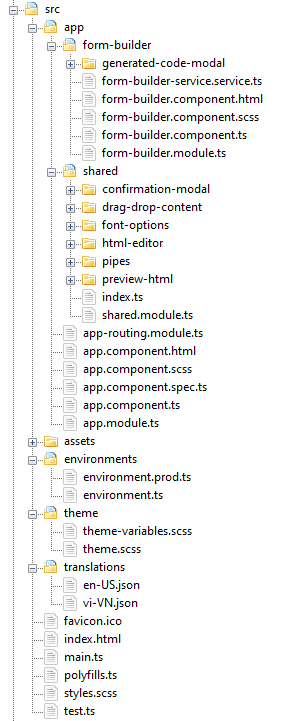 src
app
form-builder
generated-code-modal
form-builder-service.service.ts
form-builder.component.html
form-builder.component.scss
form-builder.component.ts
form-builder.module.ts
shared
confirmation-modal
drag-drop-content
font-options
html-editor
pipes
preview-html
index.ts
shared.module.ts
app-routing.module.ts
app.component.html
app.component.scss
app.component.spec.ts
app.component.ts
app.module.ts
assets
environments
environment.prod.ts
environment.ts
theme
theme-variables.scss
theme.scss
translations
en-US.json
vi-VN.json
favicon.ico
index.html
main.ts
polyfills.ts
styles.scss
test.ts